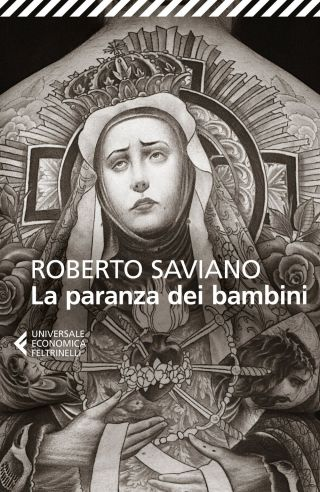 ROBERTO SAVIANO
La paranza dei bambini
UNIVERSALE
ECONOMICA
FELTRINELLI